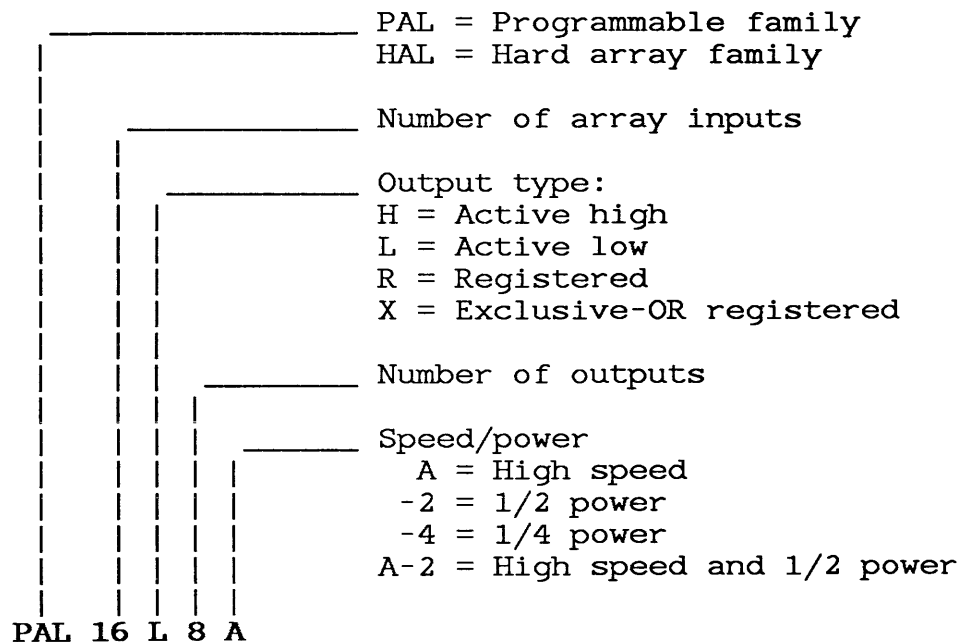 PAL = Programmable family
HAL = Hard array family
Number of array inputs
Output type:
H = Active high
L = Active low
R = Registered
X = Exclusive-OR registered
Number of outputs
Speed/power
A = High speed
-2 = 1/2 power
-4 = 1/4 power
A-2 = High speed and 1/2 power
PAL 16 L 8 A